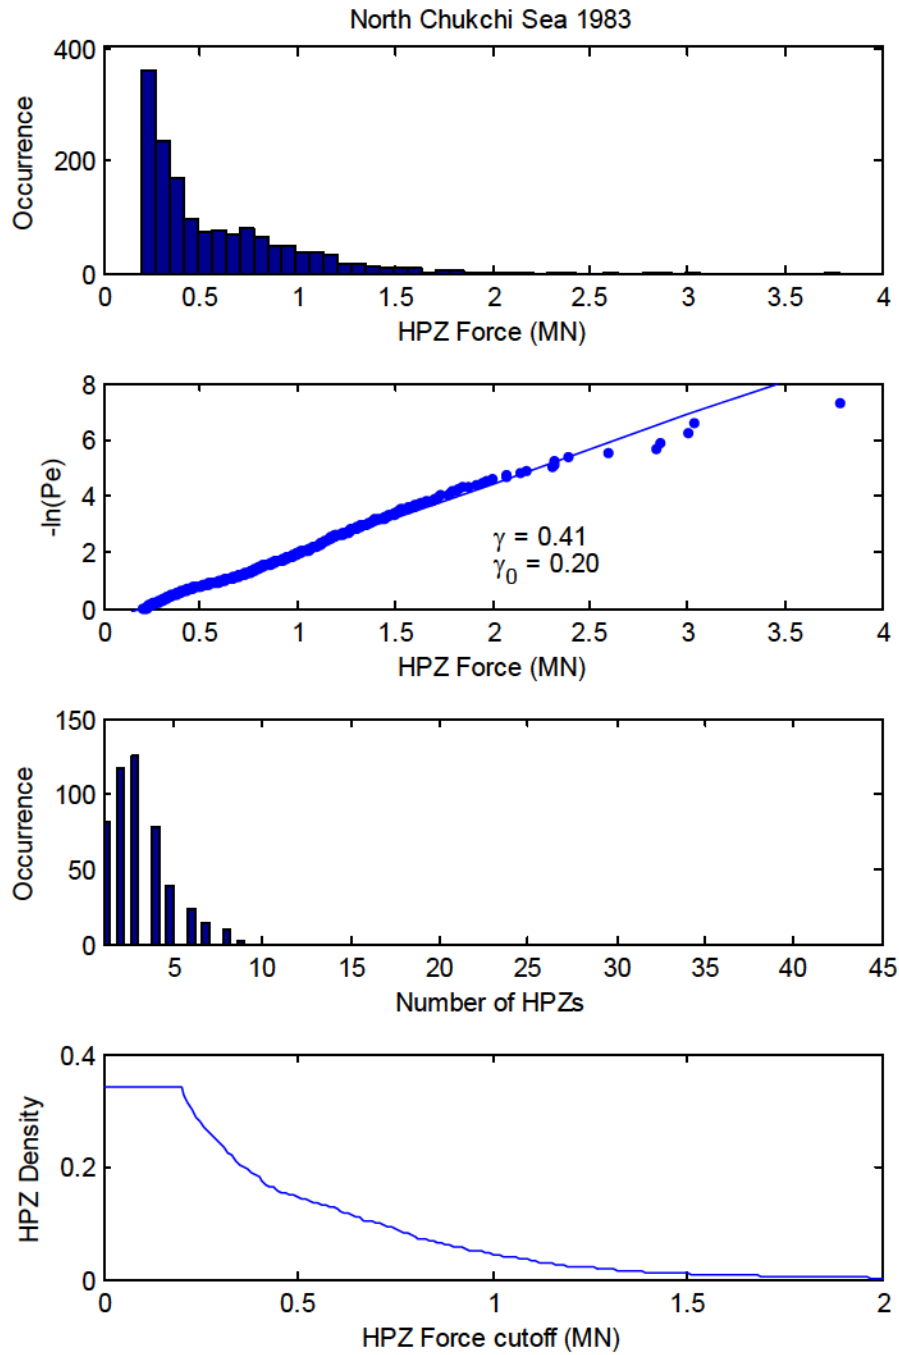 North Chukchi Sea 1983
400
200
0
Occurrence
0 0.5 1 1.5 2 2.5 3 3.5 4
HPZ Force (MN)
8
6
4
2
0
-ln(Pe)
γ = 0.41
γ0 = 0.20
0 0.5 1 1.5 2 2.5 3 3.5 4
HPZ Force (MN)
150
100
50
0
Occurrence
5 10 15 20 25 30 35 40 45
Number of HPZs
0.4
0.2
0
HPZ Density
0 0.5 1 1.5 2
HPZ Force cutoff (MN)